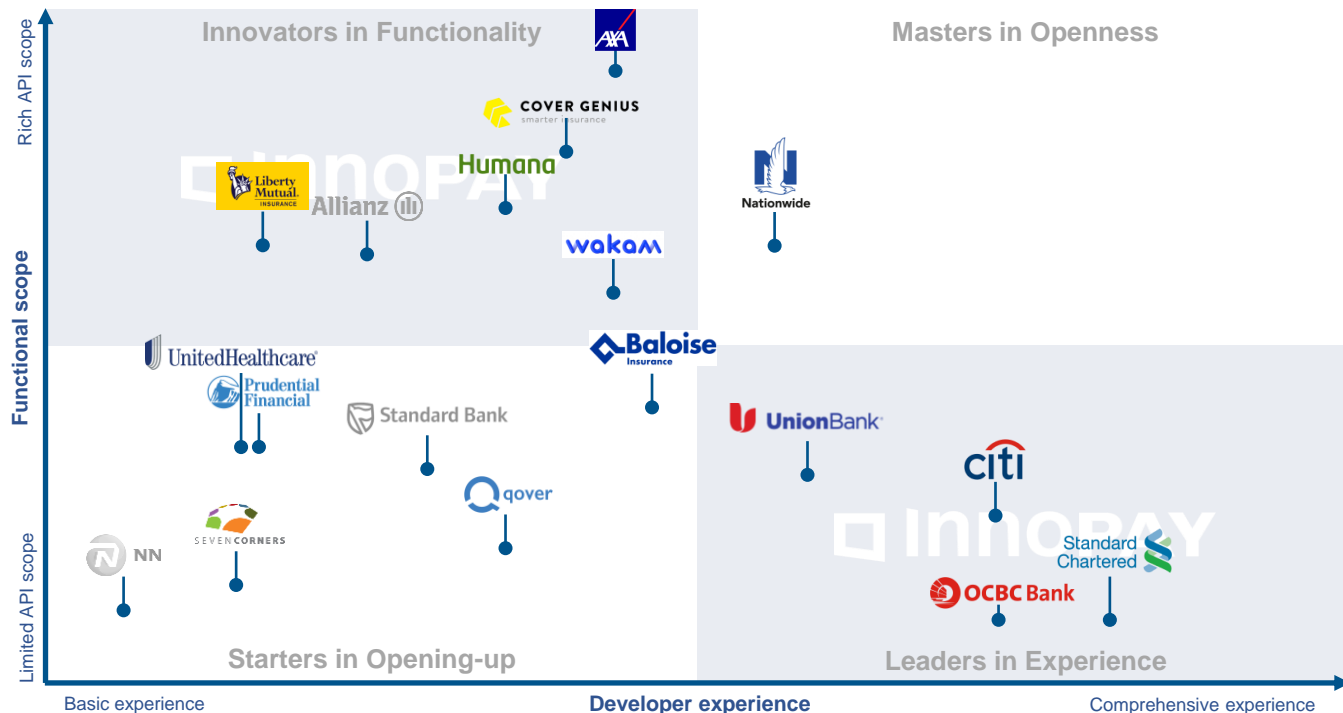 Innovators in Functionality
Masters in Openness
Rich API scope
Functional scope
Limited API scope
AXA
COVER GENIUS
smarter insurance
INNOPAY
Humana
Liberty
Mutual.
INSURANCE
Allianz
Nationwide
wakam
Baloise
Insurance
UnitedHealthcare®
Prudential
Financial
Standard Bank
UnionBank
citi
qover
SEVENCORNERS
NN
INNOPAY
Standard
Chartered
OCBC Bank
Starters in Opening-up
Leaders in Experience
Basic experience
Developer experience
Comprehensive experience